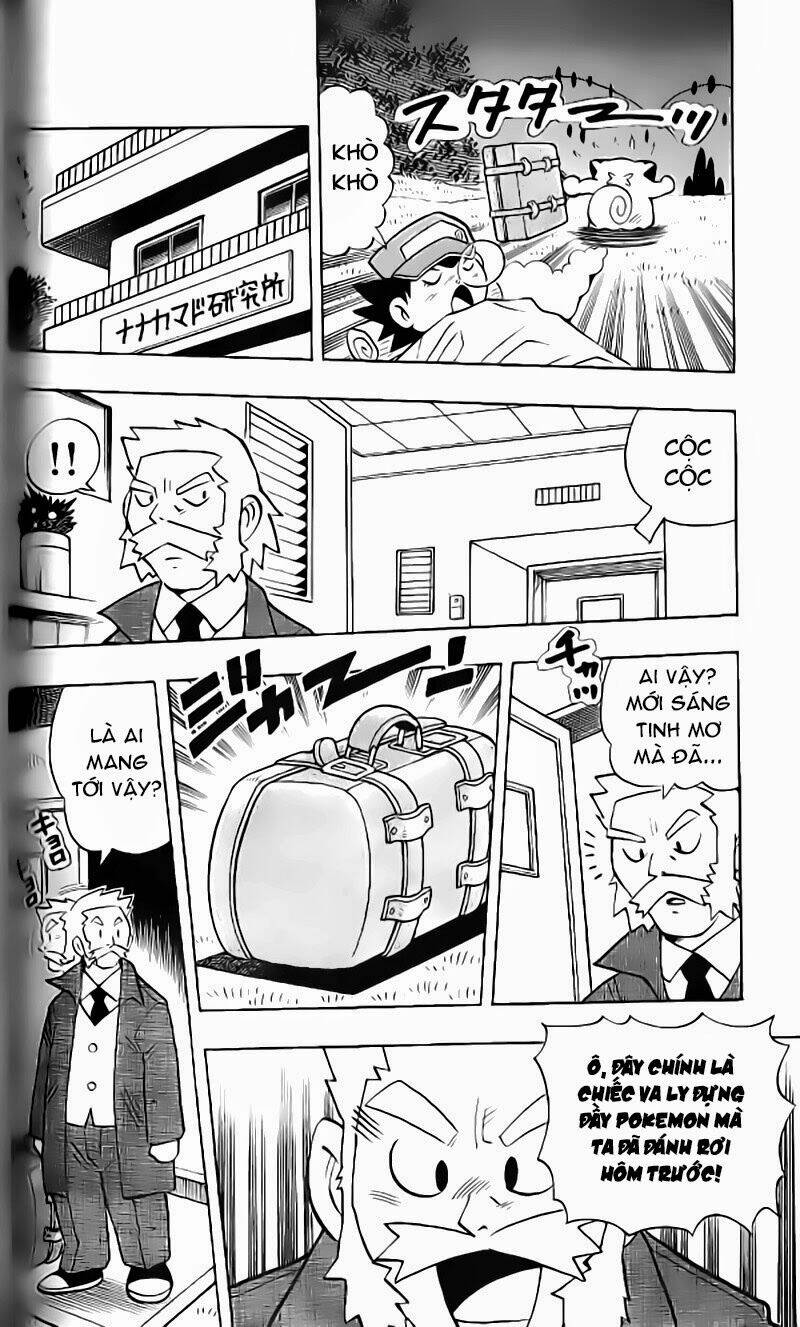 スタタターッ
KHÒ
KHÒ
ナナカマド研究所
CỘC
CỘC
!!
チャッ
AI VẬY?
MỚI SÁNG
TINH MƠ
MÀ ĐÃ...
ジャーン!
LÀ AI
MANG
TỚI VẬY?
キョロ
キョロ
Ô, ĐÂY CHÍNH LÀ
CHIẾC VA LY ĐỰNG
ĐẦY POKEMON MÀ
TA ĐÃ ĐÁNH RƠI
HÔM TRƯỚC!